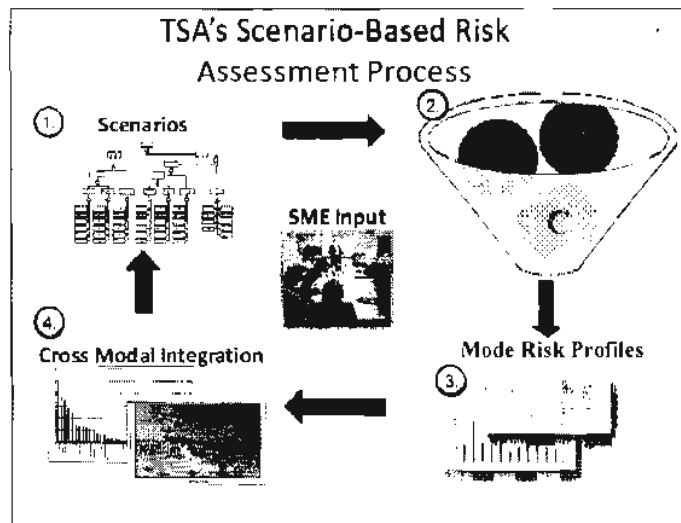 TSA's Scenario-Based Risk
Assessment Process
1.
Scenarios
2.
C
SME Input
4.
Cross Modal Integration
Mode Risk Profiles
3.